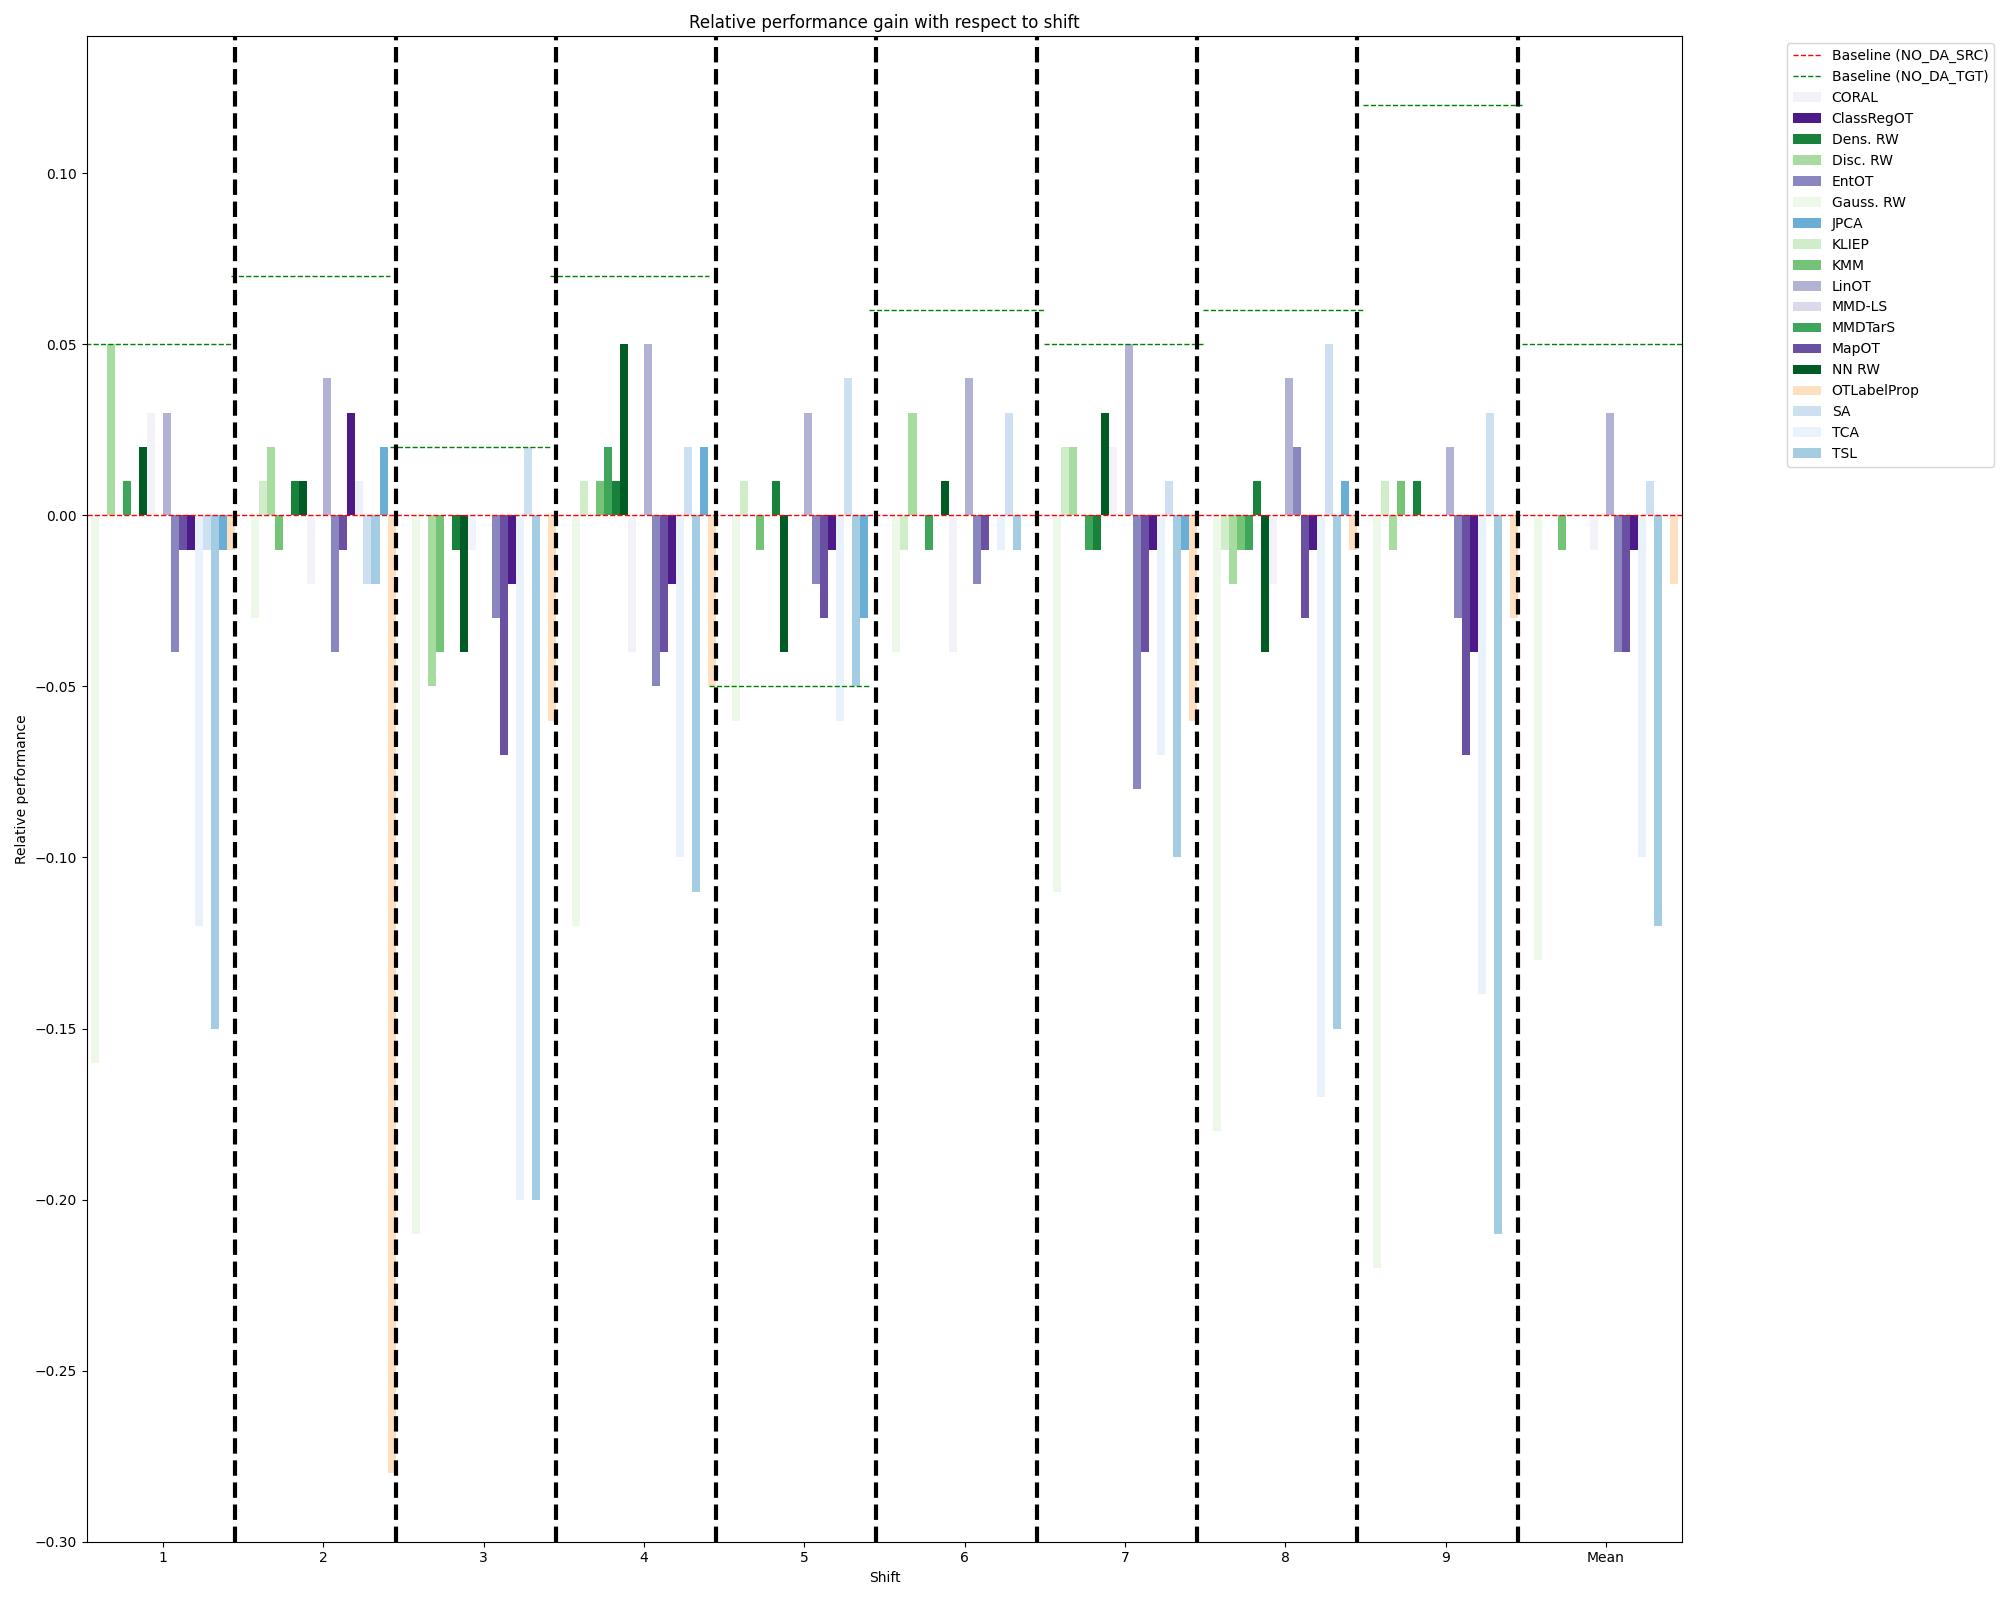 Relative performance gain with respect to shift
Baseline (NO_DA_SRC)
Baseline (NO_DA_TGT)
CORAL
ClassRegOT
Dens. RW
Disc. RW
EntOT
Gauss. RW
JPCA
KLIEP
KMM
LinOT
MMD-LS
MMDTarS
MapOT
NN RW
OTLabelProp
SA
TCA
TSL
Relative performance
0.10
0.05
0.00
−0.05
−0.10
−0.15
−0.20
−0.25
−0.30
1 2 3 4 5 6 7 8 9 Mean
Shift